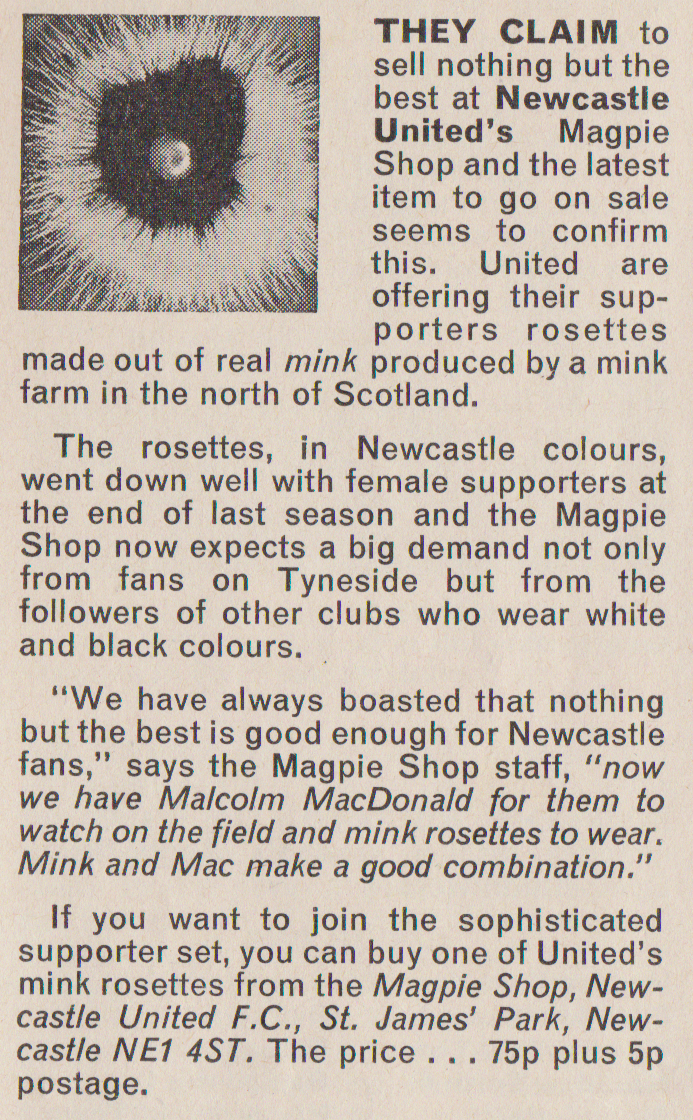 THEY CLAIM to
sell nothing but the
best at Newcastle
United's Magpie
Shop and the latest
item to go on sale
seems to confirm
this. United are
offering their sup-
porters rosettes
made out of real mink produced by a mink
farm in the north of Scotland.
The rosettes, in Newcastle colours,
went down well with female supporters at
the end of last season and the Magpie
Shop now expects a big demand not only
from fans on Tyneside but from the
followers of other clubs who wear white
and black colours.
"We have always boasted that nothing
but the best is good enough for Newcastle
fans," says the Magpie Shop staff, "now
we have Malcolm MacDonald for them to
watch on the field and mink rosettes to wear.
Mink and Mac make a good combination."
If you want to join the sophisticated
supporter set, you can buy one of United's
mink rosettes from the Magpie Shop, New-
castle United F.C., St. James' Park, New-
castle NE1 4ST. The price . . . 75p plus 5p
postage.